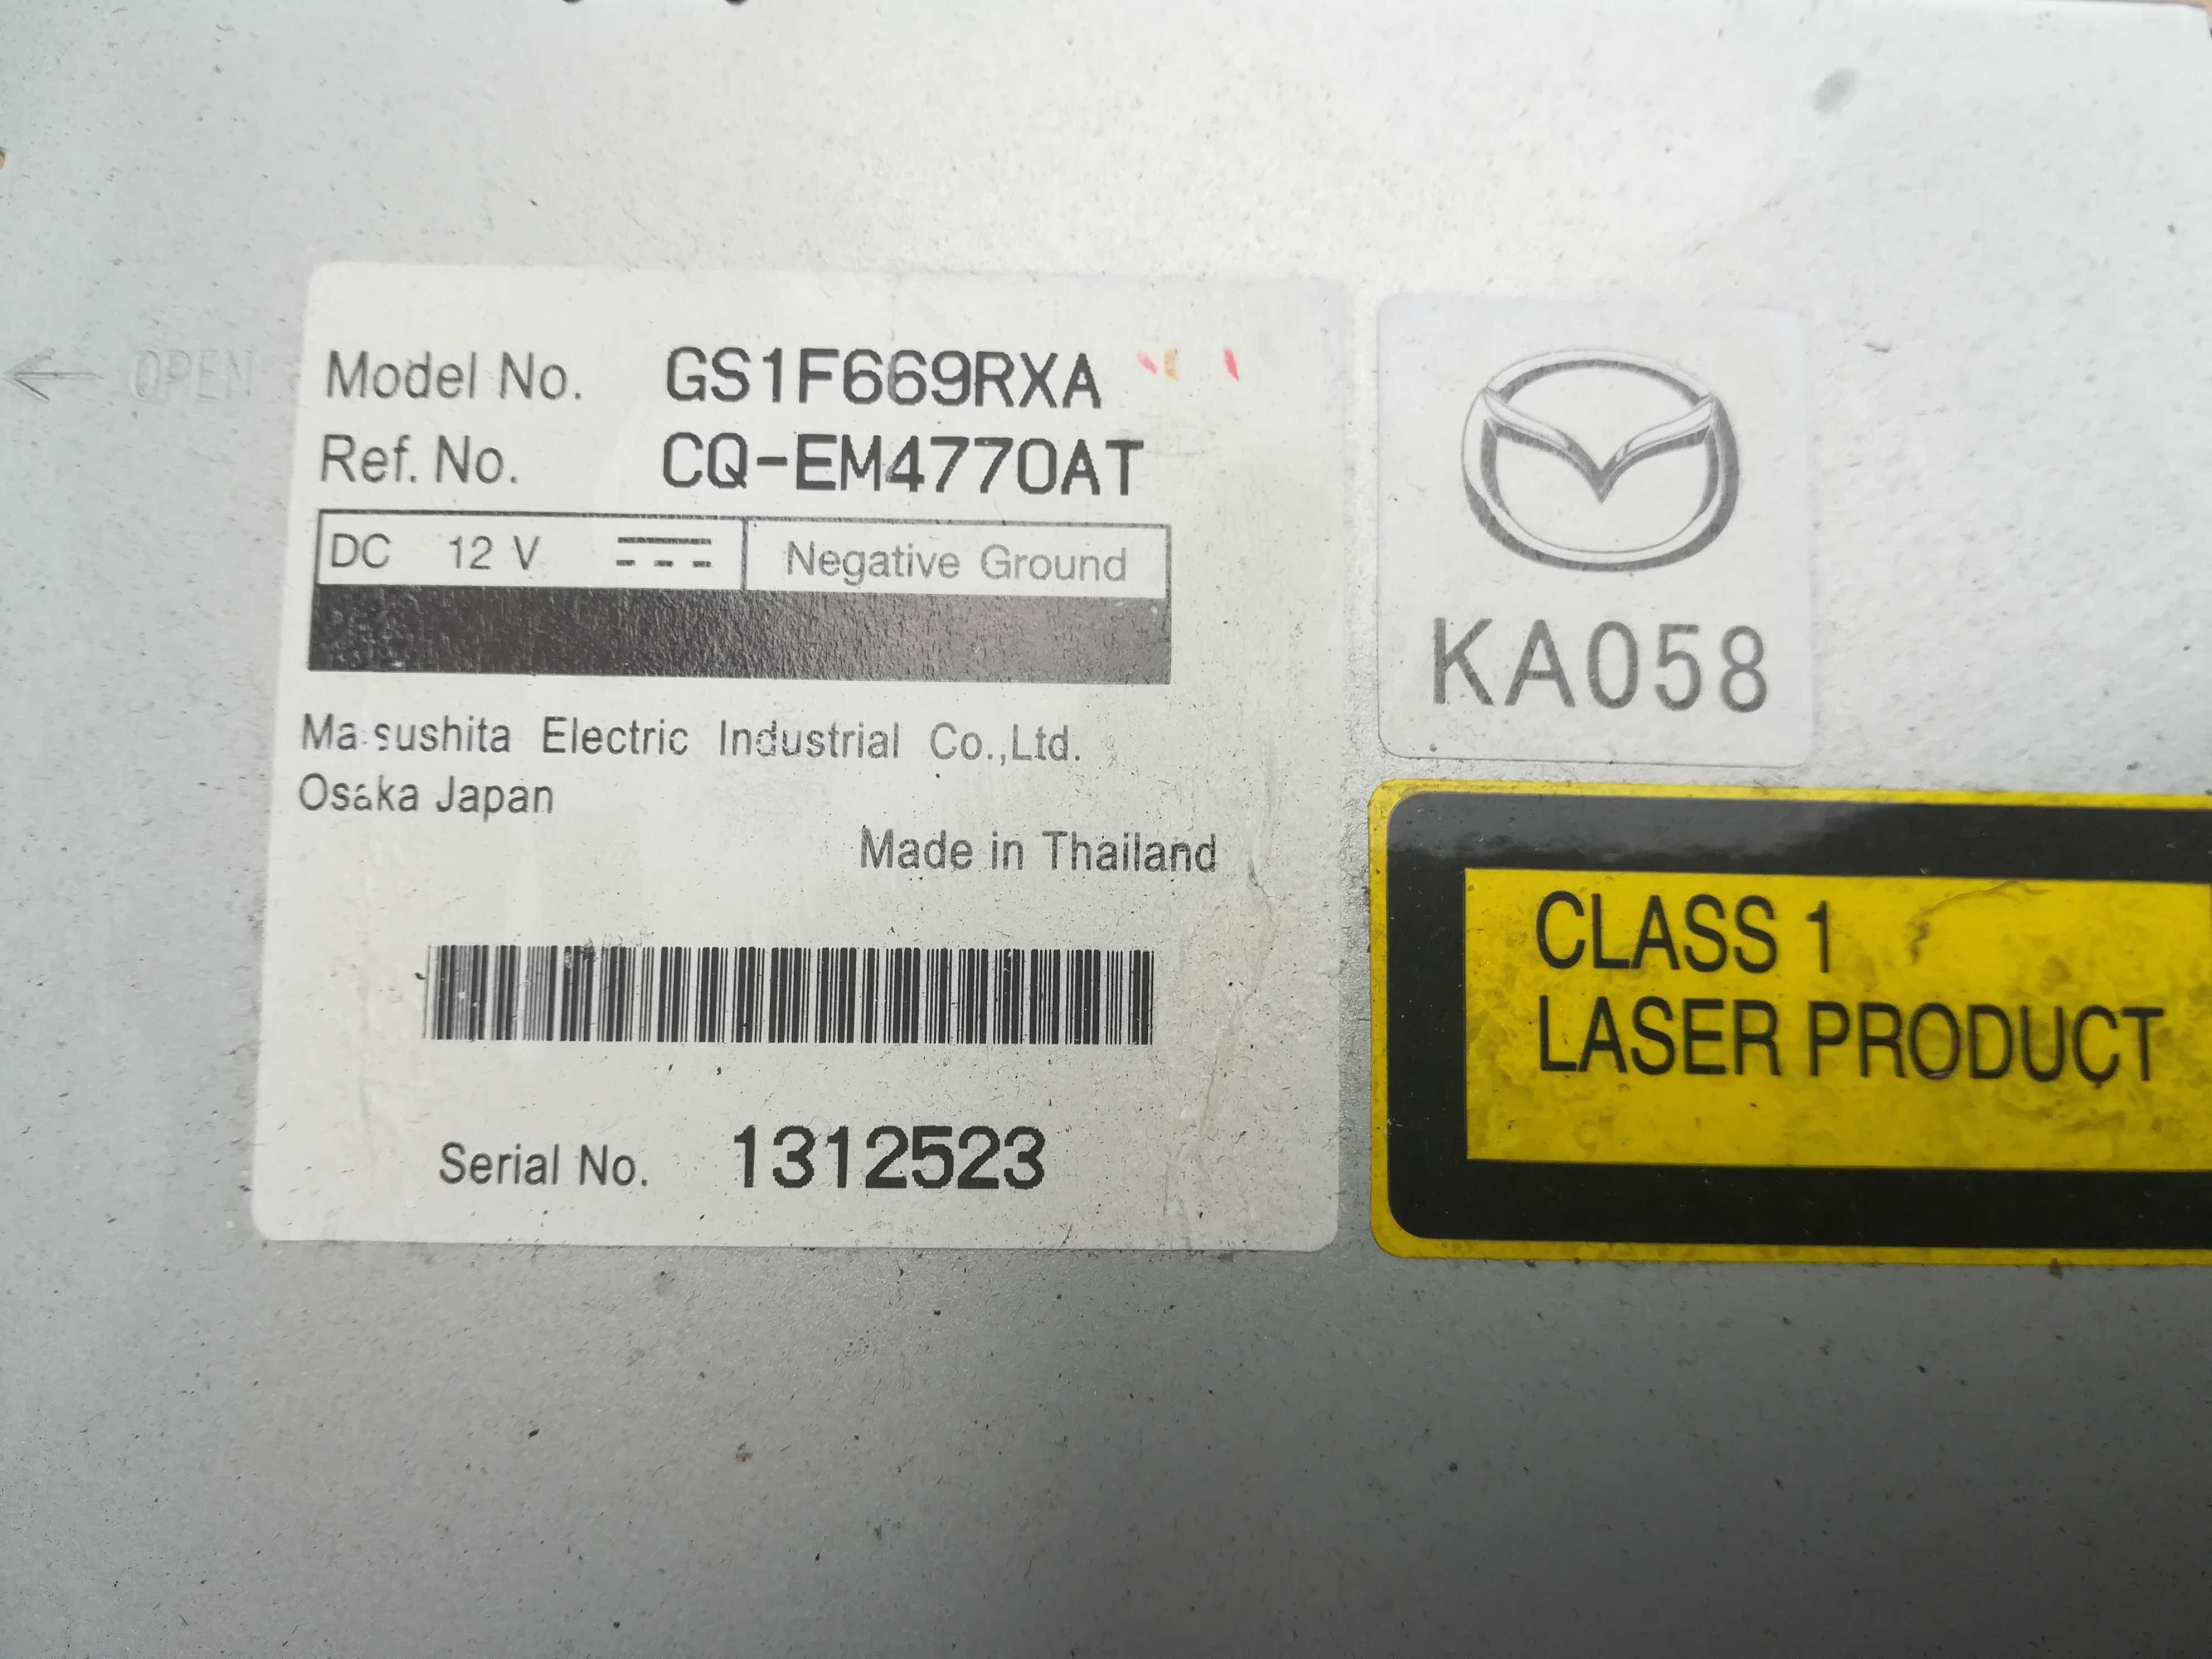 OPEN
Model No. GS1F669RXA
Ref. No. CQ-EM4770AT
DC 12 V Negative Ground
Matsushita Electric Industrial Co.,Ltd.
Osaka Japan
Made in Thailand
Serial No. 1312523
KA058
CLASS 1
LASER PRODUCT